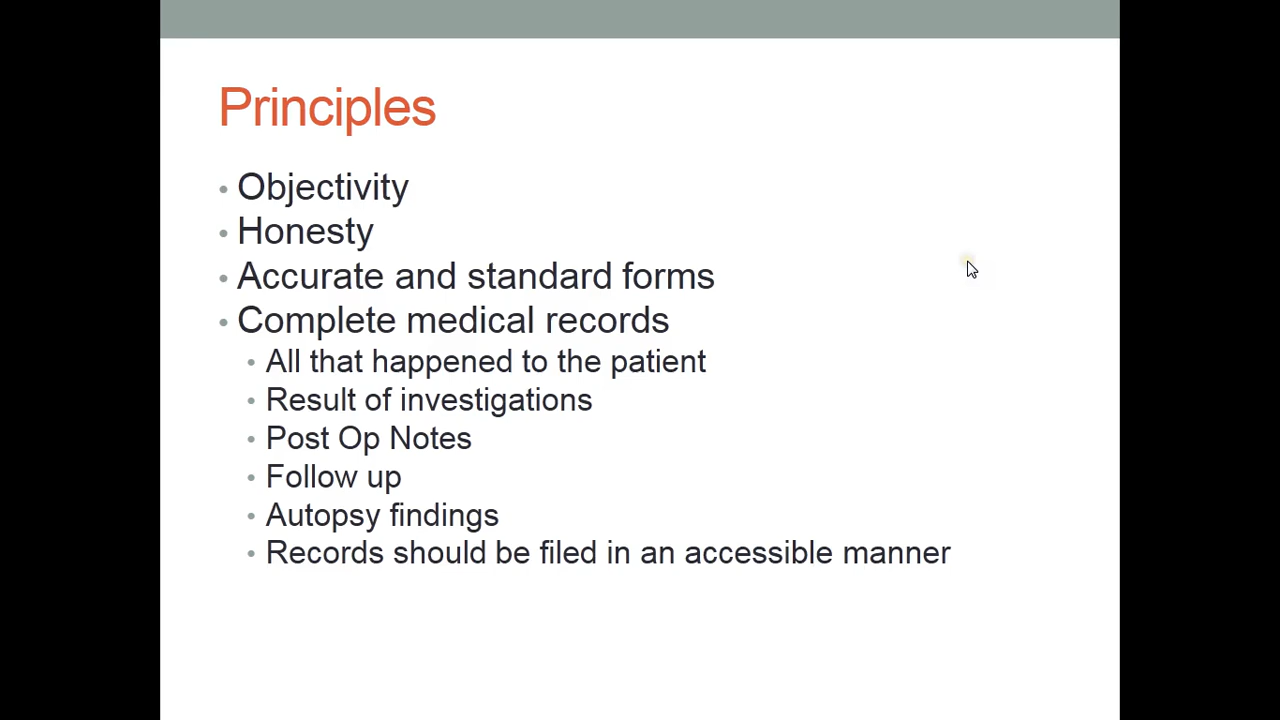 Principles
• Objectivity
• Honesty
• Accurate and standard forms
• Complete medical records
• All that happened to the patient
• Result of investigations
• Post Op Notes
• Follow up
• Autopsy findings
• Records should be filed in an accessible manner